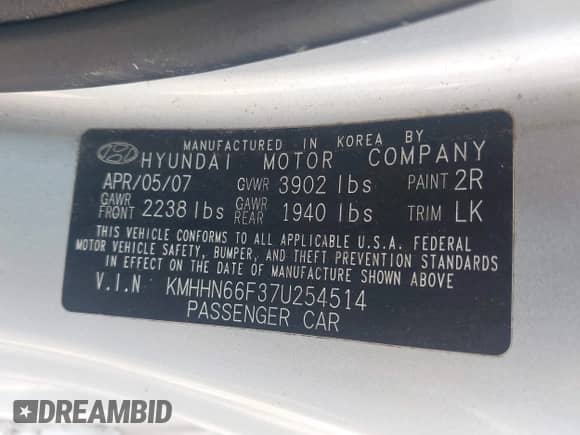 MANUFACTURED IN KOREA BY
HYUNDAI MOTOR COMPANY
APR/05/07 GVWR 3902 lbs PAINT 2R
GAWR FRONT 2238 lbs GAWR REAR 1940 lbs TRIM LK
THIS VEHICLE CONFORMS TO ALL APPLICABLE U.S.A. FEDERAL
MOTOR VEHICLE SAFETY, BUMPER, AND THEFT PREVENTION STANDARDS
IN EFFECT ON THE DATE OF MANUFACTURE SHOWN ABOVE
V.I.N KMHHN66F37U254514
PASSENGER CAR
DREAMBID